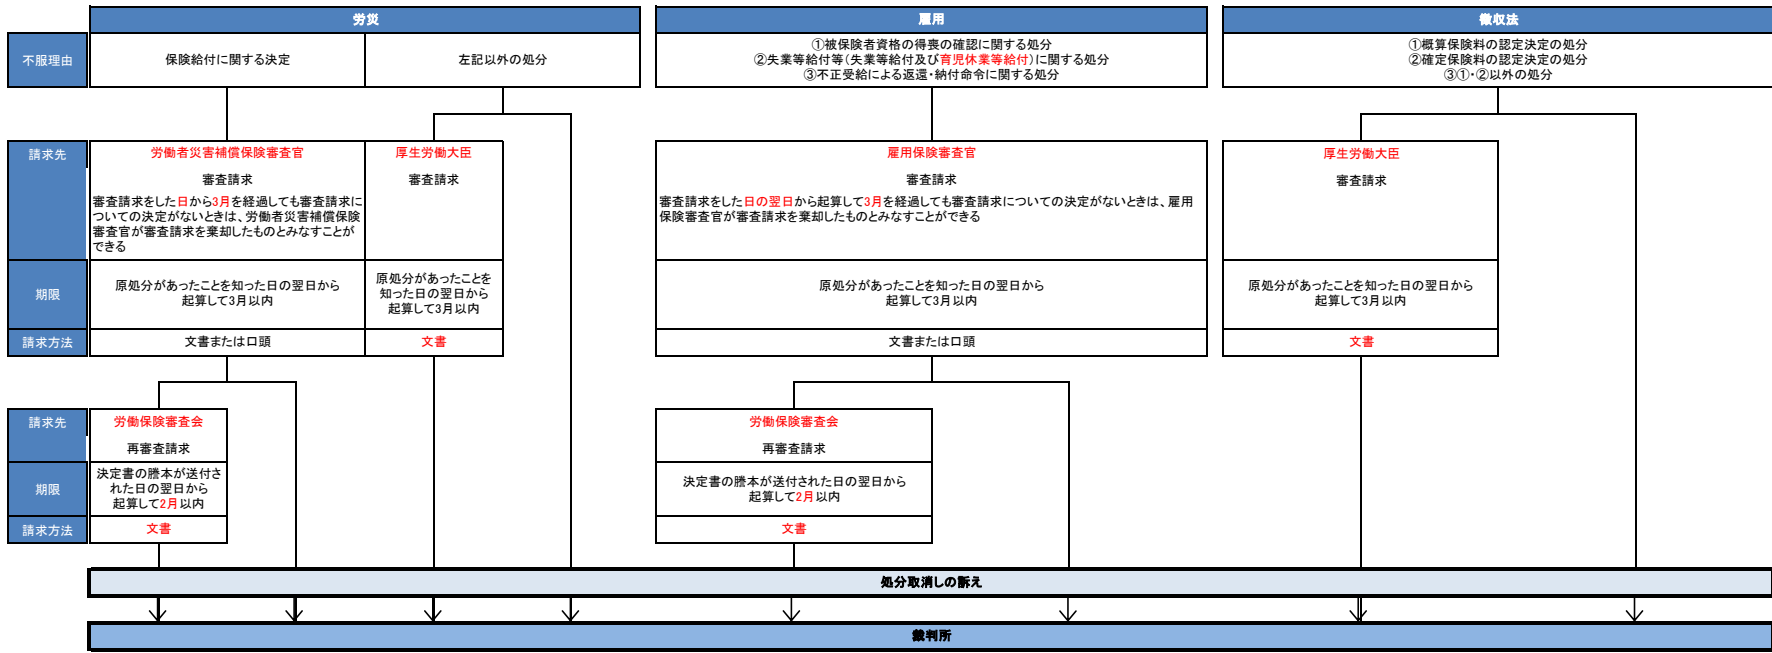 労災
雇用
徴収法
不服理由
保険給付に関する決定
左記以外の処分
①被保険者資格の得喪の確認に関する処分
②失業等給付等(失業等給付及び育児休業等給付)に関する処分
③不正受給による返還・納付命令に関する処分
①概算保険料の認定決定の処分
②確定保険料の認定決定の処分
③①・②以外の処分
請求先
労働者災害補償保険審査官
審査請求
審査請求をした日から3月を経過しても審査請求に
ついての決定がないときは、労働者災害補償保険
審査官が審査請求を棄却したものとみなすことが
できる
厚生労働大臣
審査請求
雇用保険審査官
審査請求
審査請求をした日の翌日から起算して3月を経過しても審査請求についての決定がないときは、雇用
保険審査官が審査請求を棄却したものとみなすことができる
厚生労働大臣
審査請求
期限
原処分があったことを知った日の翌日から
起算して3月以内
原処分があったことを
知った日の翌日から
起算して3月以内
原処分があったことを知った日の翌日から
起算して3月以内
原処分があったことを知った日の翌日から
起算して3月以内
請求方法
文書または口頭
文書
文書または口頭
文書
請求先
労働保険審査会
再審査請求
労働保険審査会
再審査請求
期限
決定書の謄本が送付さ
れた日の翌日から
起算して2月以内
決定書の謄本が送付された日の翌日から
起算して2月以内
請求方法
文書
文書
処分取消しの訴え
裁判所